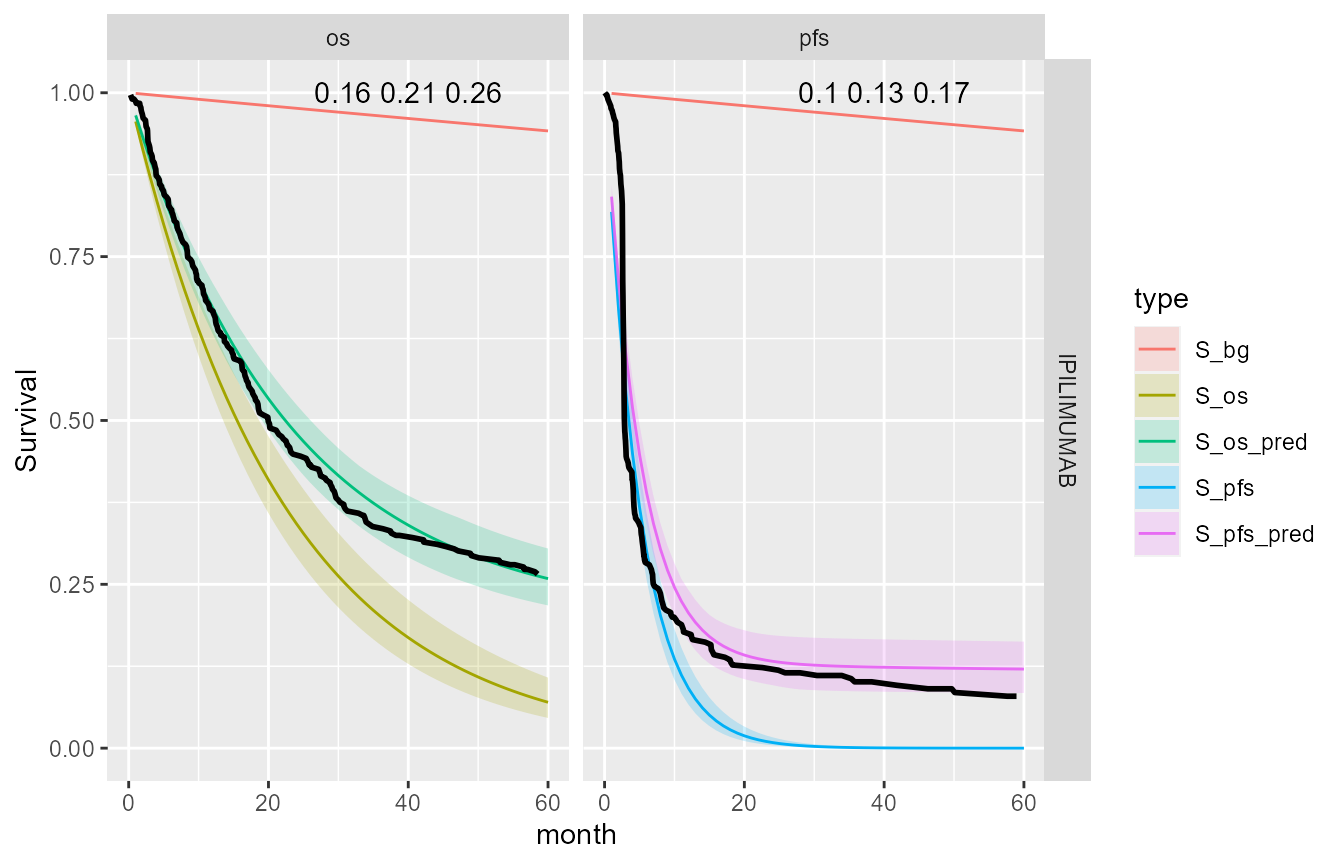 os
pfs
0.16 0.21 0.26
0.1 0.13 0.17
1.00
0.75
0.50
0.25
0.00
Survival
IPILIMUMAB
0
20
40
60
0
20
40
60
month
type
S_bg
S_os
S_os_pred
S_pfs
S_pfs_pred